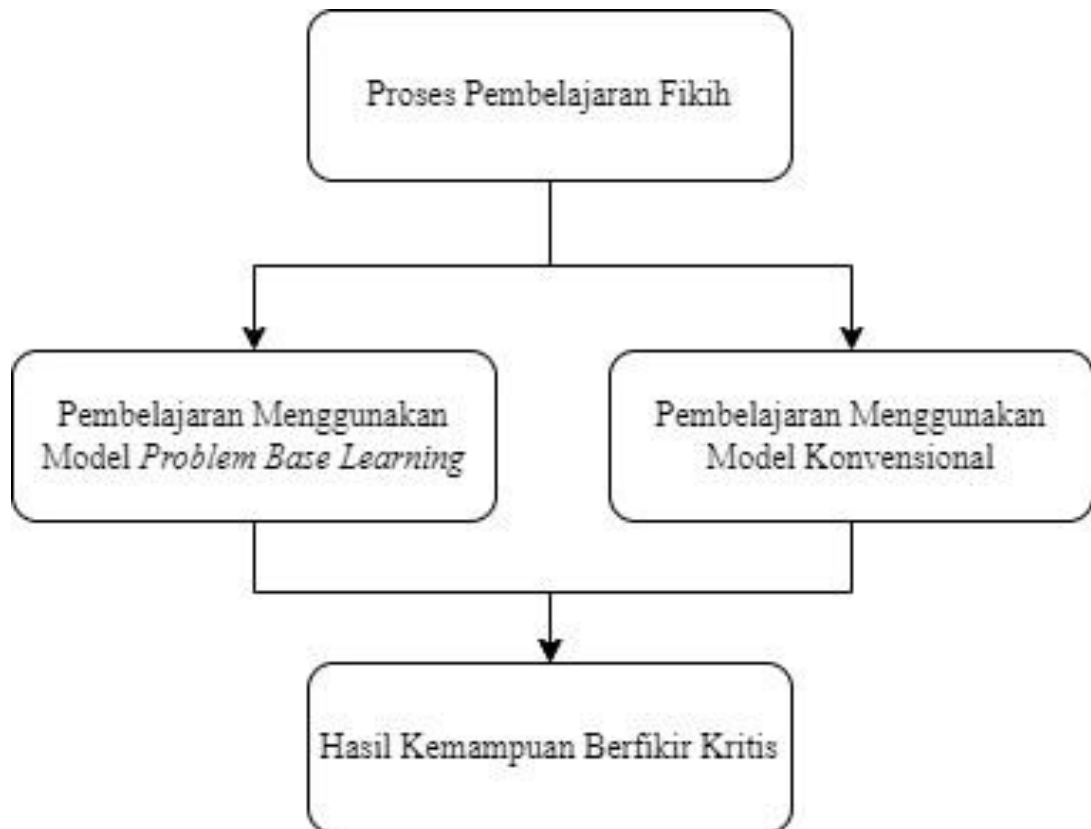 Proses Pembelajaran Fikih
Pembelajaran Menggunakan
Model Problem Base Learning
Pembelajaran Menggunakan
Model Konvensional
Hasil Kemampuan Berfikir Kritis